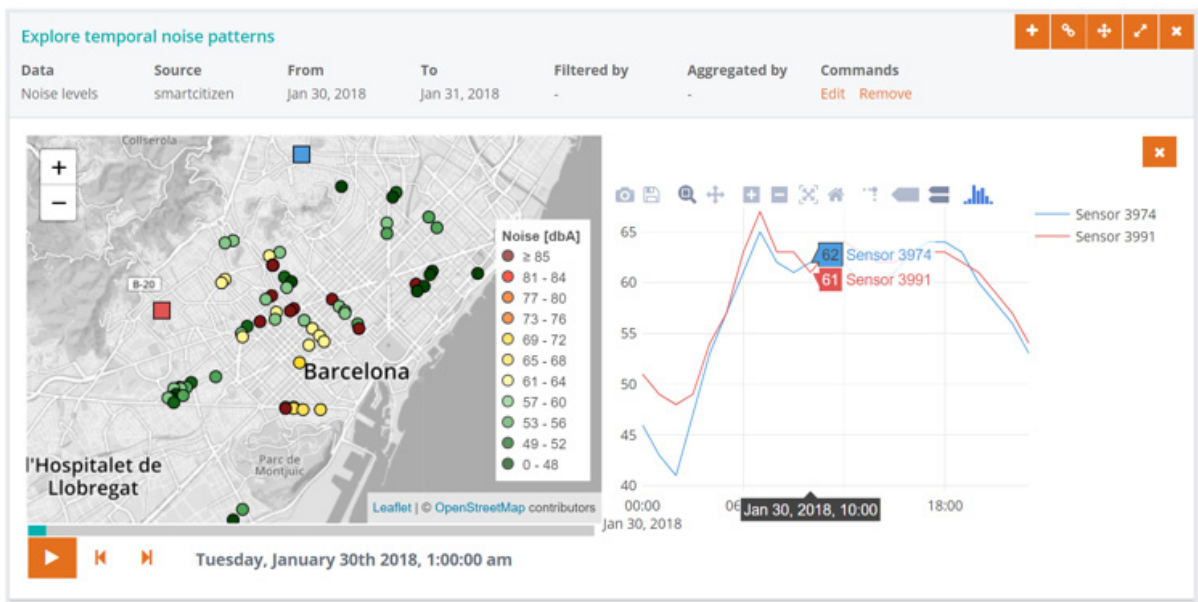 Explore temporal noise patterns
Data Source From To Filtered by Aggregated by Commands
Noise levels smartcitizen Jan 30, 2018 Jan 31, 2018 - - Edit Remove
Collserola
+
−
B-20
Barcelona
l'Hospitalet de
Llobregat
Parc de
Montjuïc
Noise [dbA]
≥ 85
81 - 84
77 - 80
73 - 76
69 - 72
65 - 68
61 - 64
57 - 60
53 - 56
49 - 52
0 - 48
Leaflet | © OpenStreetMap contributors
Tuesday, January 30th 2018, 1:00:00 am
Sensor 3974
Sensor 3991
65
60
55
50
45
40
62 Sensor 3974
61 Sensor 3991
00:00 06 Jan 30, 2018, 10:00 18:00
Jan 30, 2018